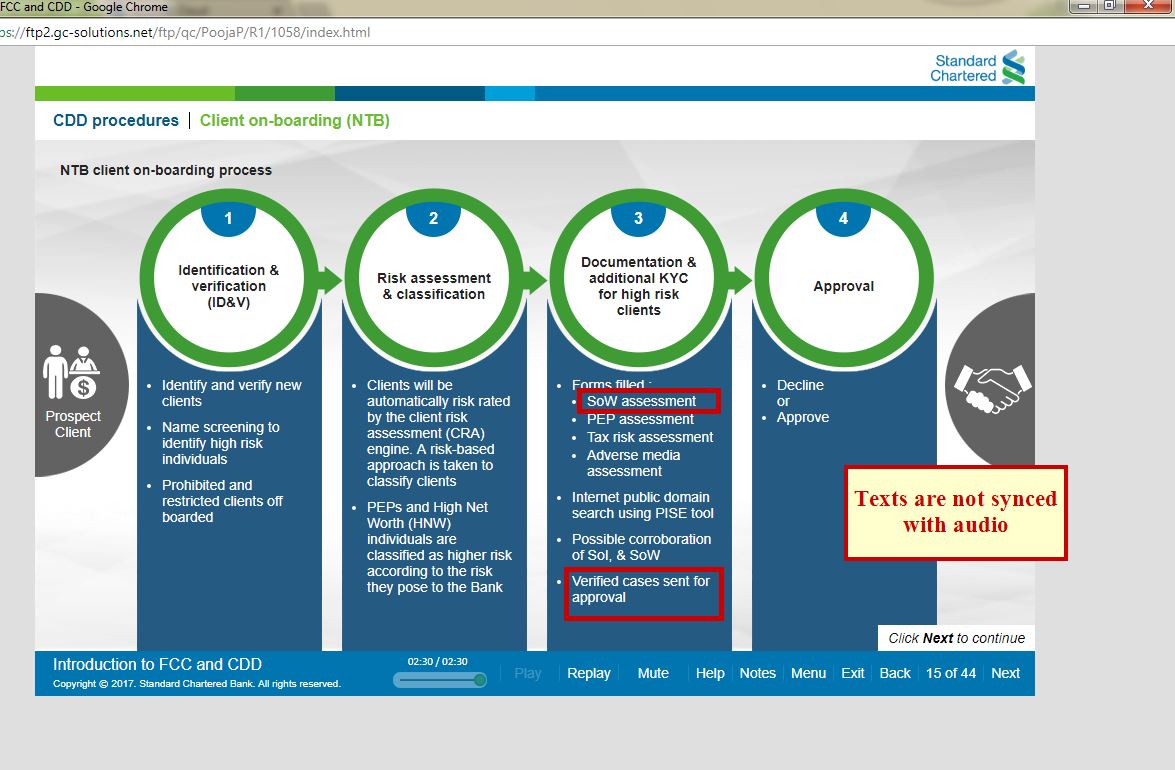 FCC and CDD - Google Chrome
ps://ftp2.gc-solutions.net/ftp/qc/PoojaP/R1/1058/index.html
Standard
Chartered
CDD procedures | Client on-boarding (NTB)
NTB client on-boarding process
Prospect
Client
1
Identification &
verification
(ID&V)
• Identify and verify new
clients
• Name screening to
identify high risk
individuals
• Prohibited and
restricted clients off
boarded
2
Risk assessment
& classification
• Clients will be
automatically risk rated
by the client risk
assessment (CRA)
engine. A risk-based
approach is taken to
classify clients
• PEPs and High Net
Worth (HNW)
individuals are
classified as higher risk
according to the risk
they pose to the Bank
3
Documentation &
additional KYC
for high risk
clients
• Forms filled :
• SoW assessment
• PEP assessment
• Tax risk assessment
• Adverse media
assessment
• Internet public domain
search using PISE tool
• Possible corroboration
of SoI, & SoW
• Verified cases sent for
approval
4
Approval
• Decline
or
• Approve
Texts are not synced
with audio
Click Next to continue
Introduction to FCC and CDD
Copyright © 2017. Standard Chartered Bank. All rights reserved.
02:30 / 02:30
Play Replay Mute Help Notes Menu Exit Back 15 of 44 Next